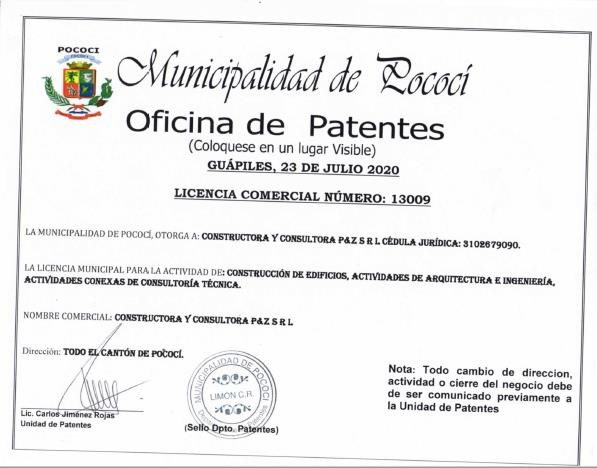 POCOCI
Municipalidad de Pococí
Oficina de Patentes
(Coloquese en un lugar Visible)
GUÁPILES, 23 DE JULIO 2020
LICENCIA COMERCIAL NÚMERO: 13009
LA MUNICIPALIDAD DE POCOCÍ, OTORGA A: CONSTRUCTORA Y CONSULTORA P&Z S R L CÉDULA JURÍDICA: 3102679090.
LA LICENCIA MUNICIPAL PARA LA ACTIVIDAD DE: CONSTRUCCIÓN DE EDIFICIOS, ACTIVIDADES DE ARQUITECTURA E INGENIERÍA,
ACTIVIDADES CONEXAS DE CONSULTORÍA TÉCNICA.
NOMBRE COMERCIAL: CONSTRUCTORA Y CONSULTORA P&Z S R L
Dirección: TODO EL CANTÓN DE POCOCÍ.
MUNICIPALIDAD DE POCOCI
LIMON C.R.
Patentes
Lic. Carlos Jiménez Rojas
Unidad de Patentes
(Sello Dpto. Patentes)
Nota: Todo cambio de direccion,
actividad o cierre del negocio debe
de ser comunicado previamente a
la Unidad de Patentes